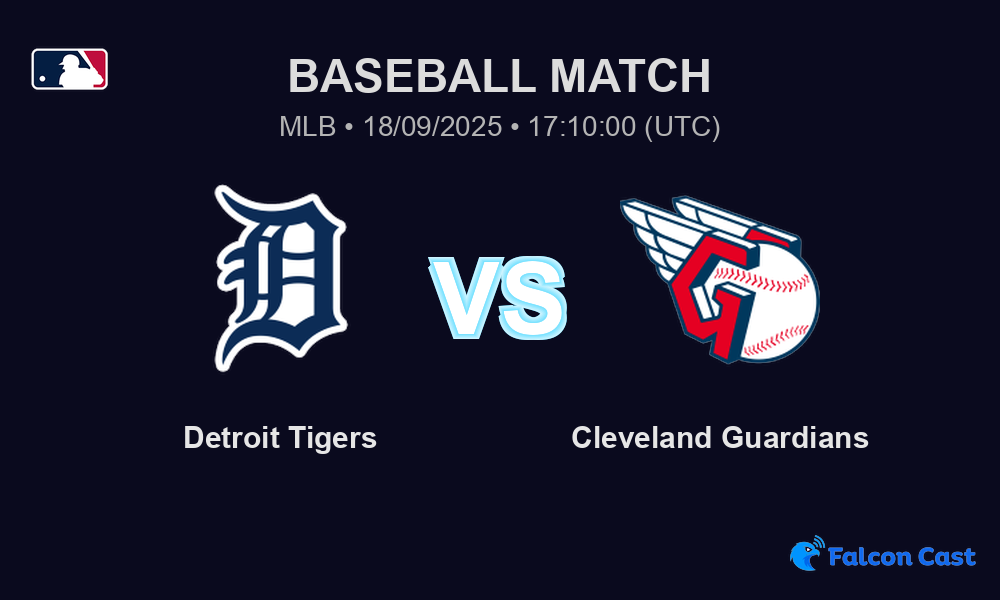 BASEBALL MATCH
MLB • 18/09/2025 • 17:10:00 (UTC)
VS
Detroit Tigers
Cleveland Guardians
Falcon Cast